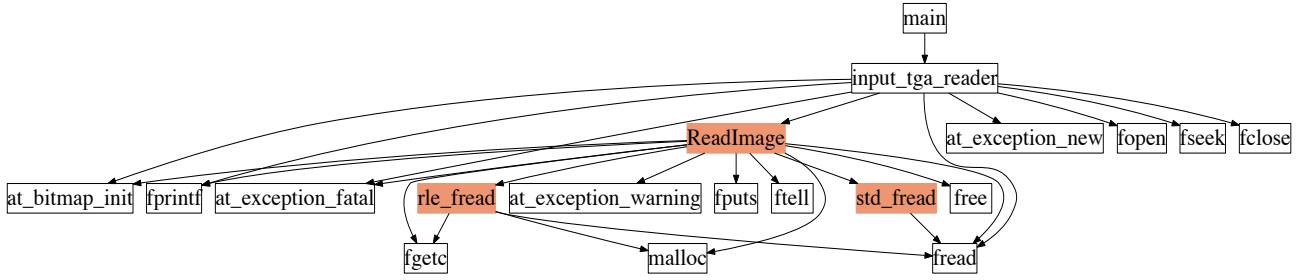 main
input_tga_reader
ReadImage
at_exception_new
fopen
fseek
fclose
at_bitmap_init
fprintf
at_exception_fatal
rle_fread
at_exception_warning
fputs
ftell
std_fread
free
fgetc
malloc
fread